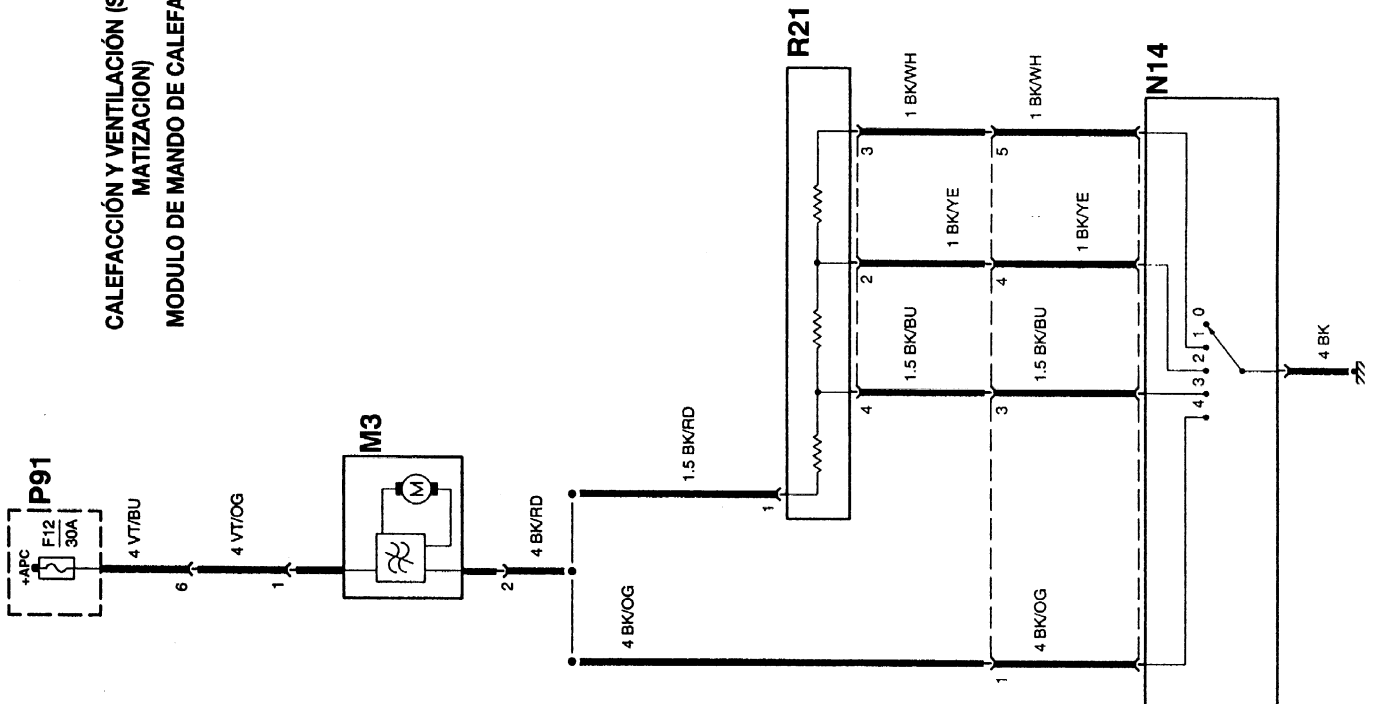 CALEFACCIÓN Y VENTILACIÓN (S
MATIZACION)
MODULO DE MANDO DE CALEFA
P91
+APC
F12
30A
4 VT/BU
6
4 VT/OG
1
M3
M
2
4 BK/RD
1.5 BK/RD
1
4 BK/OG
R21
3
1 BK/WH
5
1 BK/WH
2
1 BK/YE
4
1 BK/YE
4
1.5 BK/BU
3
1.5 BK/BU
1
4 BK/OG
N14
4 3 2 1 0
4 BK